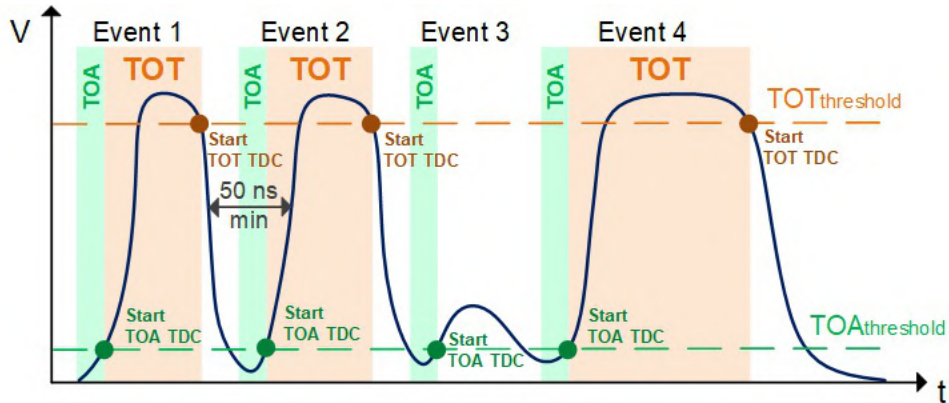 V
Event 1
Event 2
Event 3
Event 4
TOA
TOT
TOA
TOT
TOA
TOA
TOT
TOTthreshold
Start
TOT TDC
Start
TOT TDC
Start
TOT TDC
50 ns
min
Start
TOA TDC
Start
TOA TDC
Start
TOA TDC
Start
TOA TDC
TOAthreshold
t